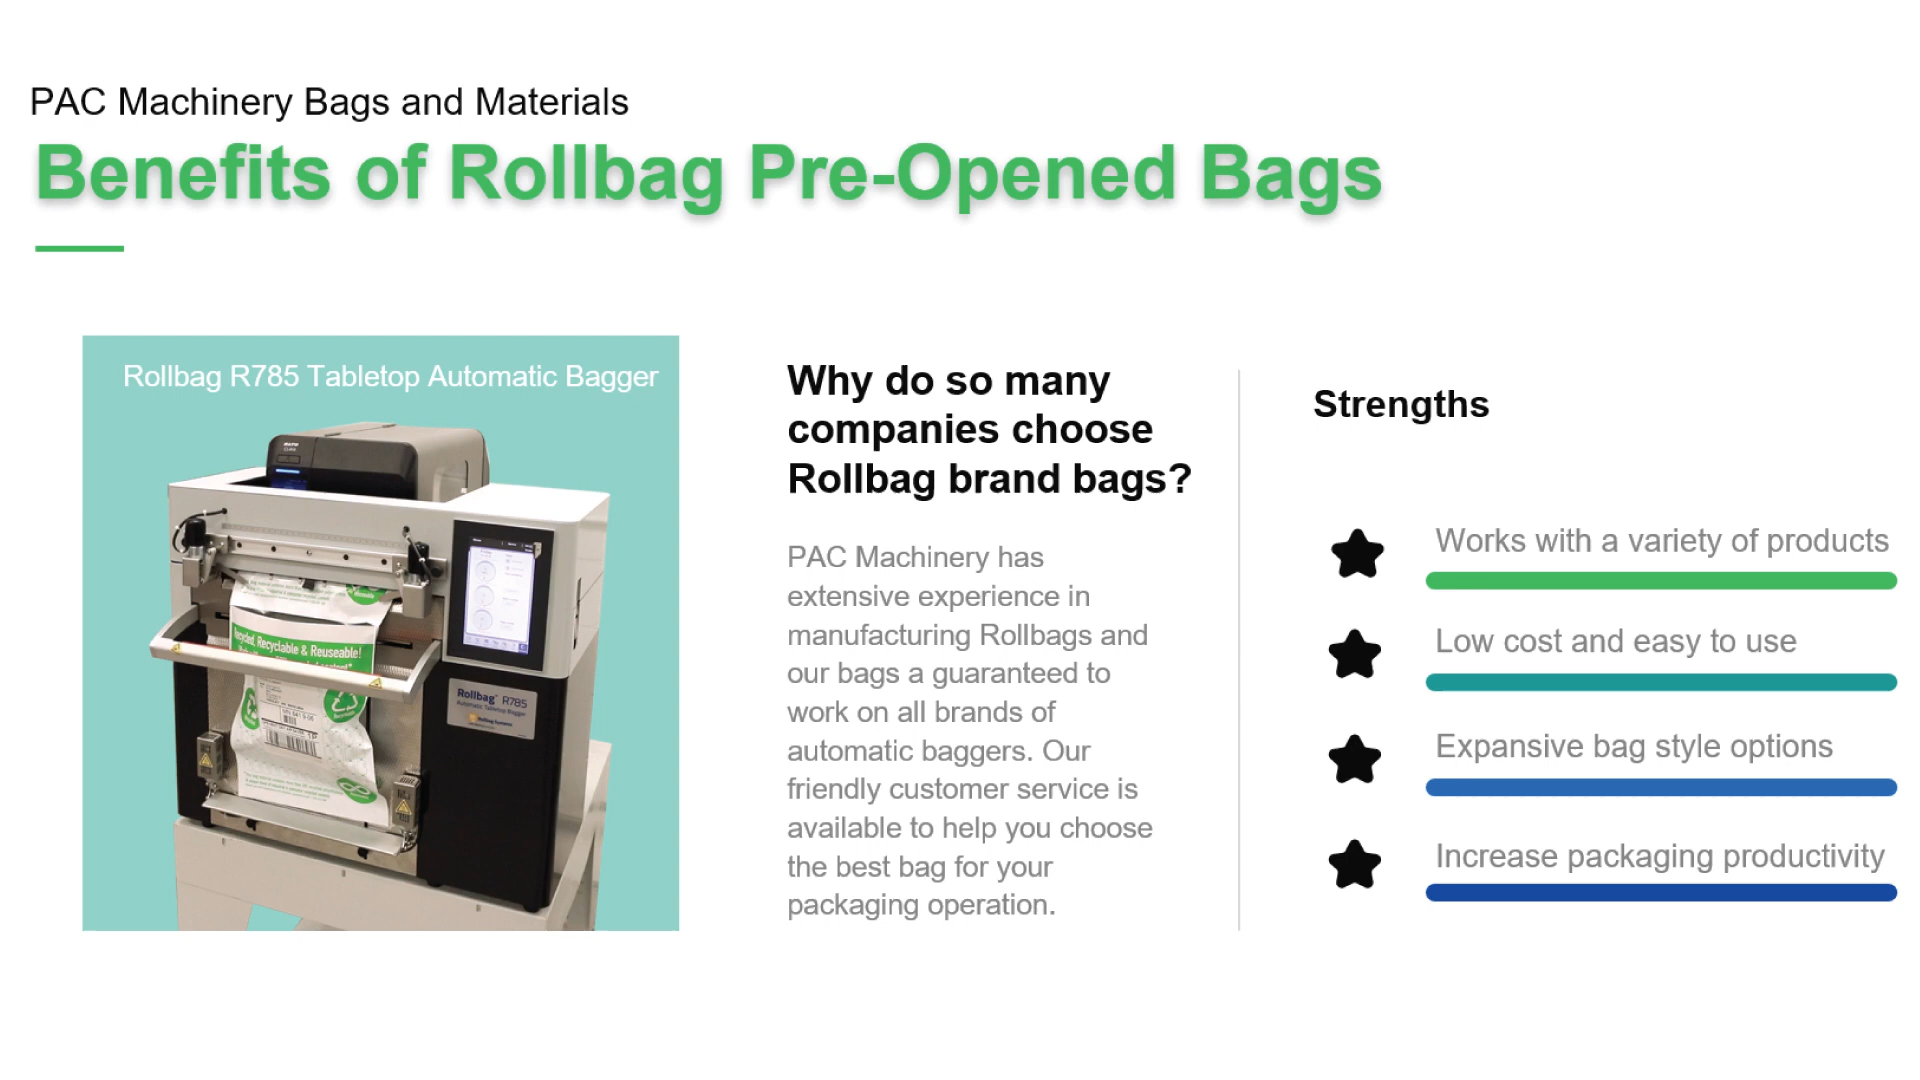 PAC Machinery Bags and Materials
Benefits of Rollbag Pre-Opened Bags
Rollbag R785 Tabletop Automatic Bagger
Recycled, Recyclable & Reuseable!
Rollbag R785
Automatic Tabletop Bagger
Why do so many
companies choose
Rollbag brand bags?
PAC Machinery has
extensive experience in
manufacturing Rollbags and
our bags a guaranteed to
work on all brands of
automatic baggers. Our
friendly customer service is
available to help you choose
the best bag for your
packaging operation.
Strengths
Works with a variety of products
Low cost and easy to use
Expansive bag style options
Increase packaging productivity